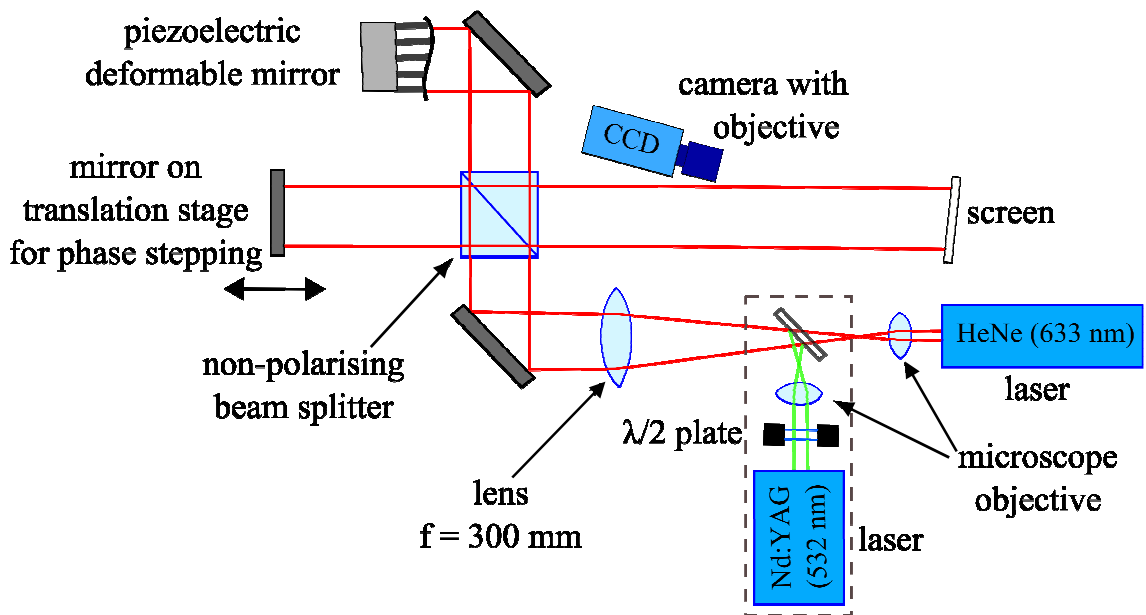 piezoelectric
deformable mirror
camera with
objective
CCD
mirror on
translation stage
for phase stepping
screen
non-polarising
beam splitter
HeNe (633 nm)
laser
λ/2 plate
microscope
objective
lens
f = 300 mm
Nd:YAG
(532 nm)
laser